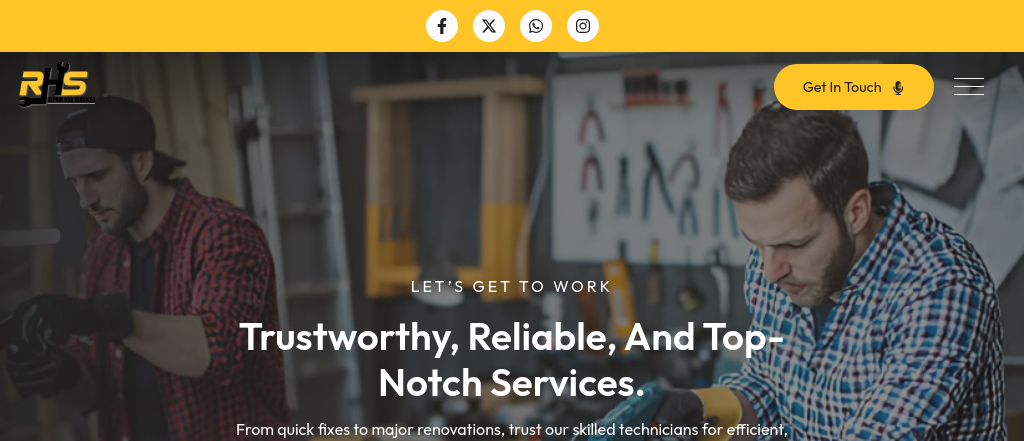 RHS
Get In Touch
LET'S GET TO WORK
Trustworthy, Reliable, And Top-
Notch Services.
From quick fixes to major renovations, trust our skilled technicians for efficient,